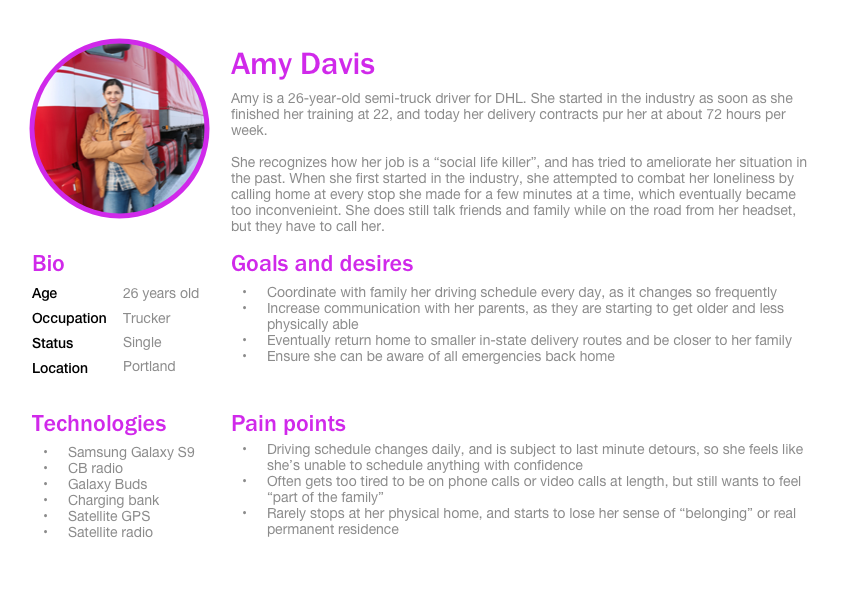 Amy Davis
Amy is a 26-year-old semi-truck driver for DHL. She started in the industry as soon as she
finished her training at 22, and today her delivery contracts pur her at about 72 hours per
week.
She recognizes how her job is a “social life killer”, and has tried to ameliorate her situation in
the past. When she first started in the industry, she attempted to combat her loneliness by
calling home at every stop she made for a few minutes at a time, which eventually became
too inconvenieint. She does still talk friends and family while on the road from her headset,
but they have to call her.
Bio
Age 26 years old
Occupation Trucker
Status Single
Location Portland
Goals and desires
• Coordinate with family her driving schedule every day, as it changes so frequently
• Increase communication with her parents, as they are starting to get older and less
physically able
• Eventually return home to smaller in-state delivery routes and be closer to her family
• Ensure she can be aware of all emergencies back home
Technologies
• Samsung Galaxy S9
• CB radio
• Galaxy Buds
• Charging bank
• Satellite GPS
• Satellite radio
Pain points
• Driving schedule changes daily, and is subject to last minute detours, so she feels like
she’s unable to schedule anything with confidence
• Often gets too tired to be on phone calls or video calls at length, but still wants to feel
“part of the family”
• Rarely stops at her physical home, and starts to lose her sense of “belonging” or real
permanent residence